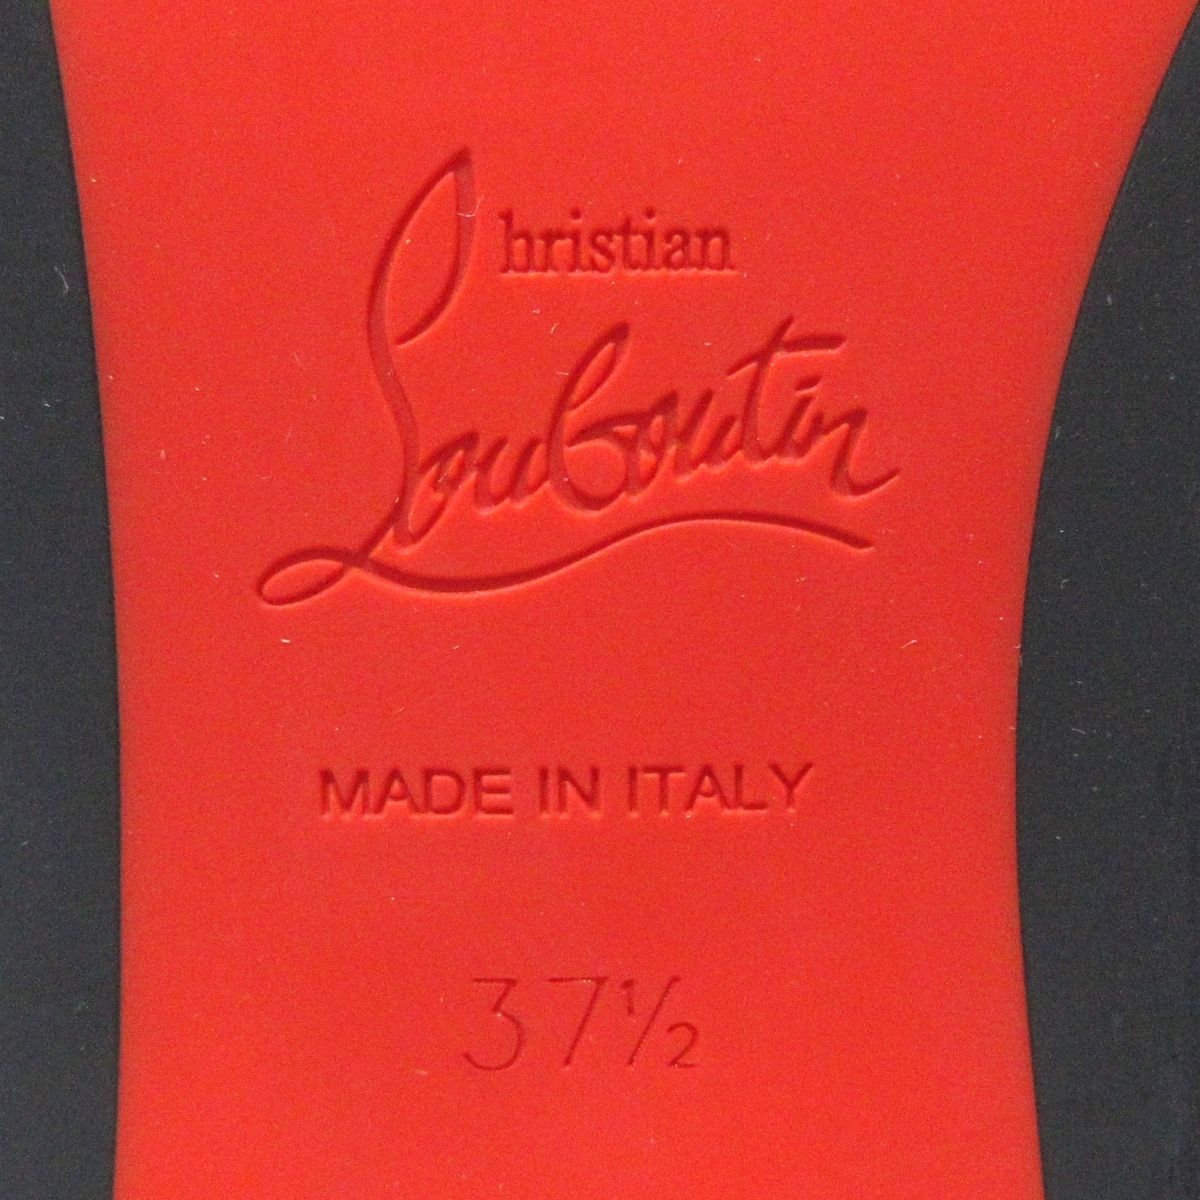 Christian
Louboutin
MADE IN ITALY
37½